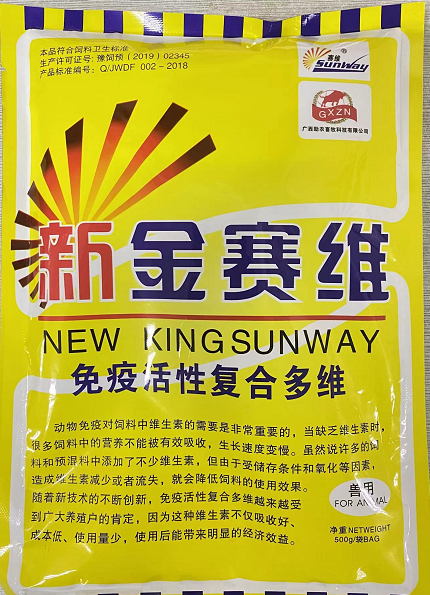 本品符合饲料卫生标准
生产许可证号: 豫饲预（2019）02345
产品标准编号: Q/JWDF 002－2018
赛维
SunWay
GXZN
广西助农畜牧科技有限公司
新金赛维
NEW KINGSUNWAY
免疫活性复合多维
动物免疫对饲料中维生素的需要是非常重要的，当缺乏维生素时，
很多饲料中的营养不能被有效吸收，生长速度变慢。虽然说许多的饲
料和预混料中添加了不少维生素，但由于受储存条件和氧化等因素，
造成维生素减少或者流失，就会降低饲料的使用效果。
随着新技术的不断创新，免疫活性复合多维越来越受
到广大养殖户的肯定，因为这种维生素不仅吸收好、
成本低、使用量少，使用后能带来明显的经济效益。
兽用
FOR ANIMAL
净重 NETWEIGHT
500g/袋BAG